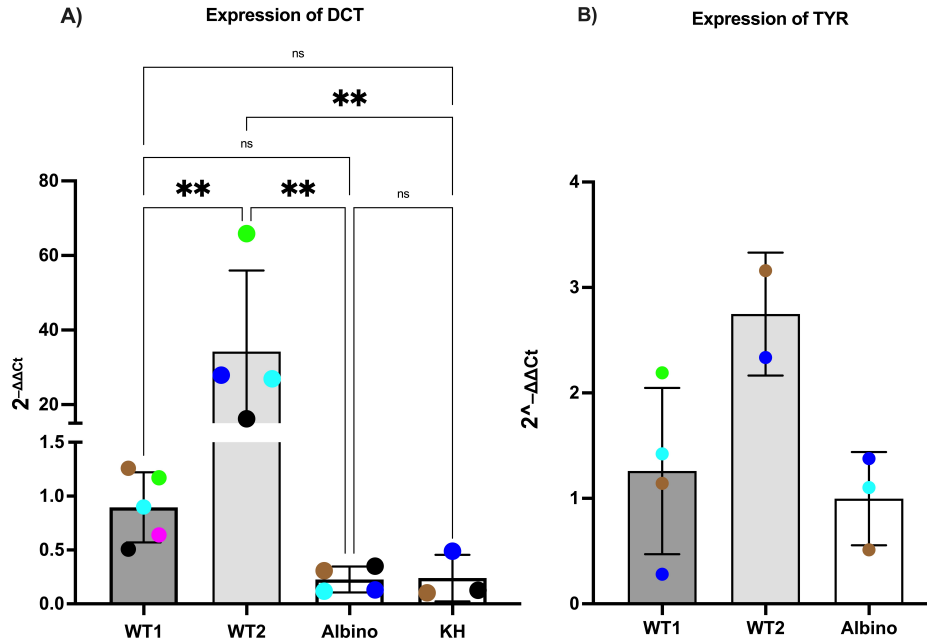 A)
Expression of DCT
ns
**
ns
**
**
ns
80
60
40
20
1.5
1.0
0.5
0.0
2–ΔΔCt
WT1
WT2
Albino
KH
B)
Expression of TYR
4
3
2
1
0
2^–ΔΔCt
WT1
WT2
Albino